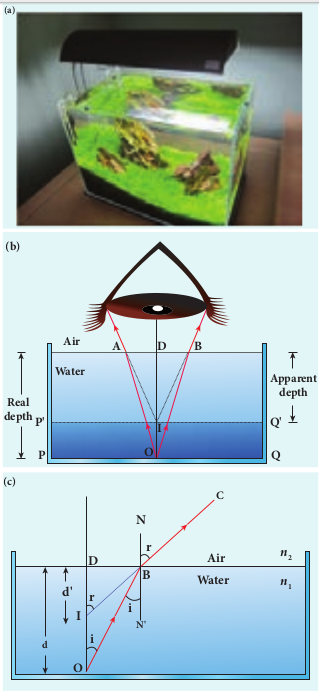 (a)
(b)
A D B
Air
Water
Real
depth
Apparent
depth
P' I Q'
O
P Q
(c)
C
N
r
D Air n₂
B Water n₁
d' r
I i
N'
d i
O